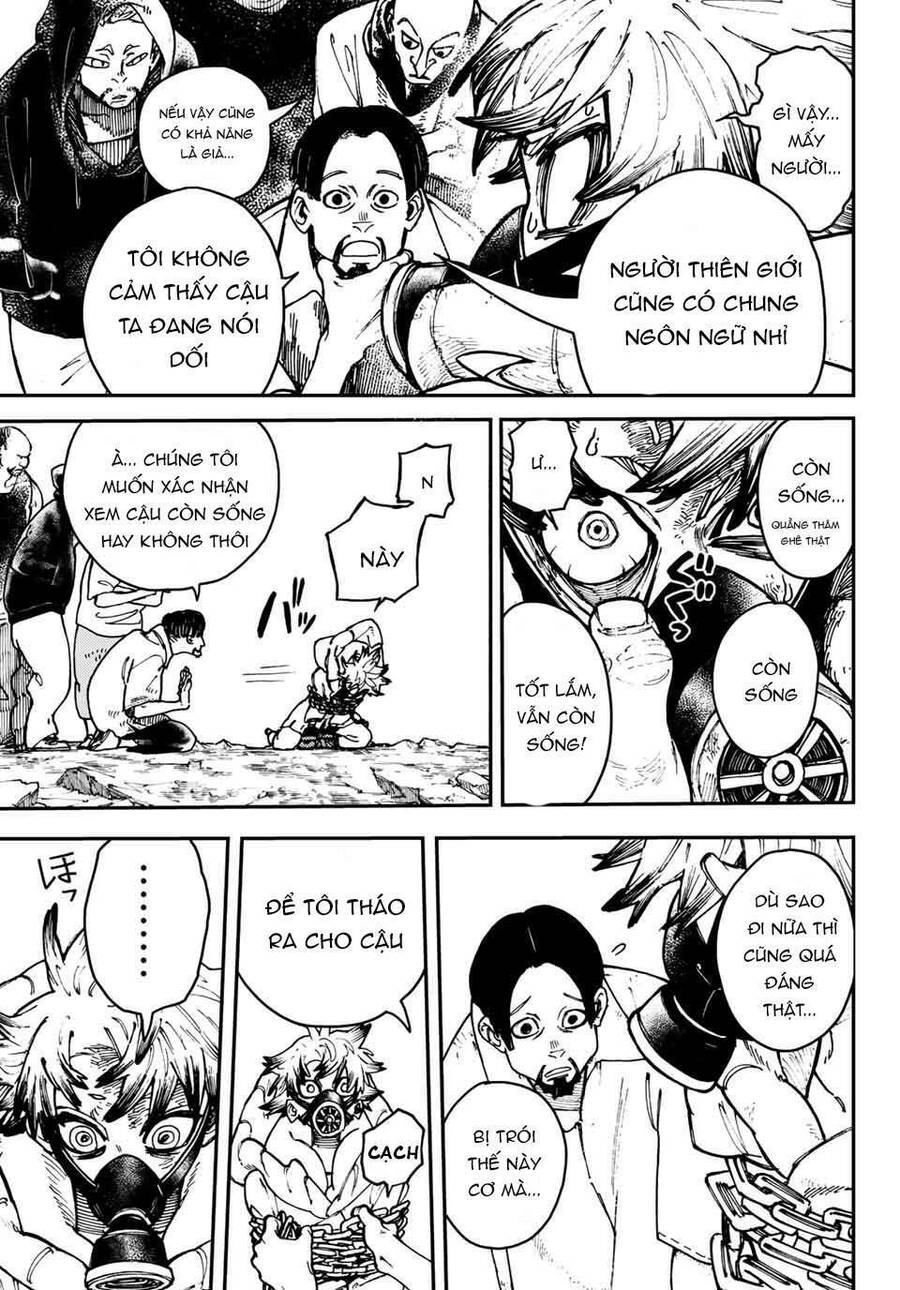 GÌ VẬY...
MẤY
NGƯỜI...
NGƯỜI THIÊN GIỚI
CŨNG CÓ CHUNG
NGÔN NGỮ NHỈ
NẾU VẬY CŨNG
CÓ KHẢ NĂNG
LÀ GIẢ...
TÔI KHÔNG
CẢM THẤY CẬU
TA ĐANG NÓI
DỐI
CÒN
SỐNG...
QUẲNG THẢM
GHÊ THẬT
Ư...
CÒN
SỐNG
TỐT LẮM,
VẪN CÒN
SỐNG!
N
NÀY
À... CHÚNG TÔI
MUỐN XÁC NHẬN
XEM CẬU CÒN SỐNG
HAY KHÔNG THÔI
DÙ SAO
ĐI NỮA THÌ
CŨNG QUÁ
ĐÁNG
THẬT...
BỊ TRÓI
THẾ NÀY
CƠ MÀ...
ĐỂ TÔI THÁO
RA CHO CẬU
CẠCH
........
ほっ